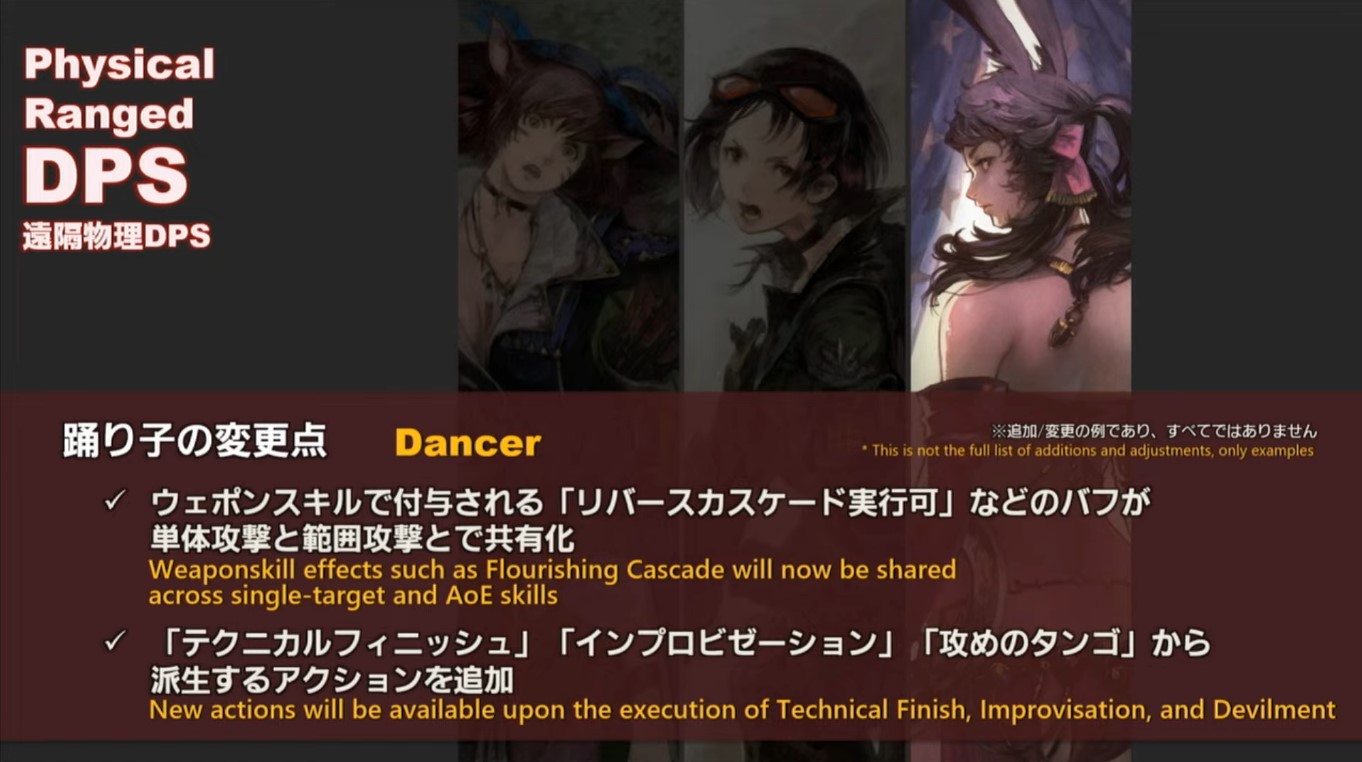 Physical
Ranged
DPS
遠隔物理DPS
踊り子の変更点 Dancer
※追加/変更の例であり、すべてではありません
* This is not the full list of additions and adjustments, only examples
✓ ウェポンスキルで付与される「リバースカスケード実行可」などのバフが
単体攻撃と範囲攻撃とで共有化
Weaponskill effects such as Flourishing Cascade will now be shared
across single-target and AoE skills
✓ 「テクニカルフィニッシュ」「インプロビゼーション」「攻めのタンゴ」から
派生するアクションを追加
New actions will be available upon the execution of Technical Finish, Improvisation, and Devilment